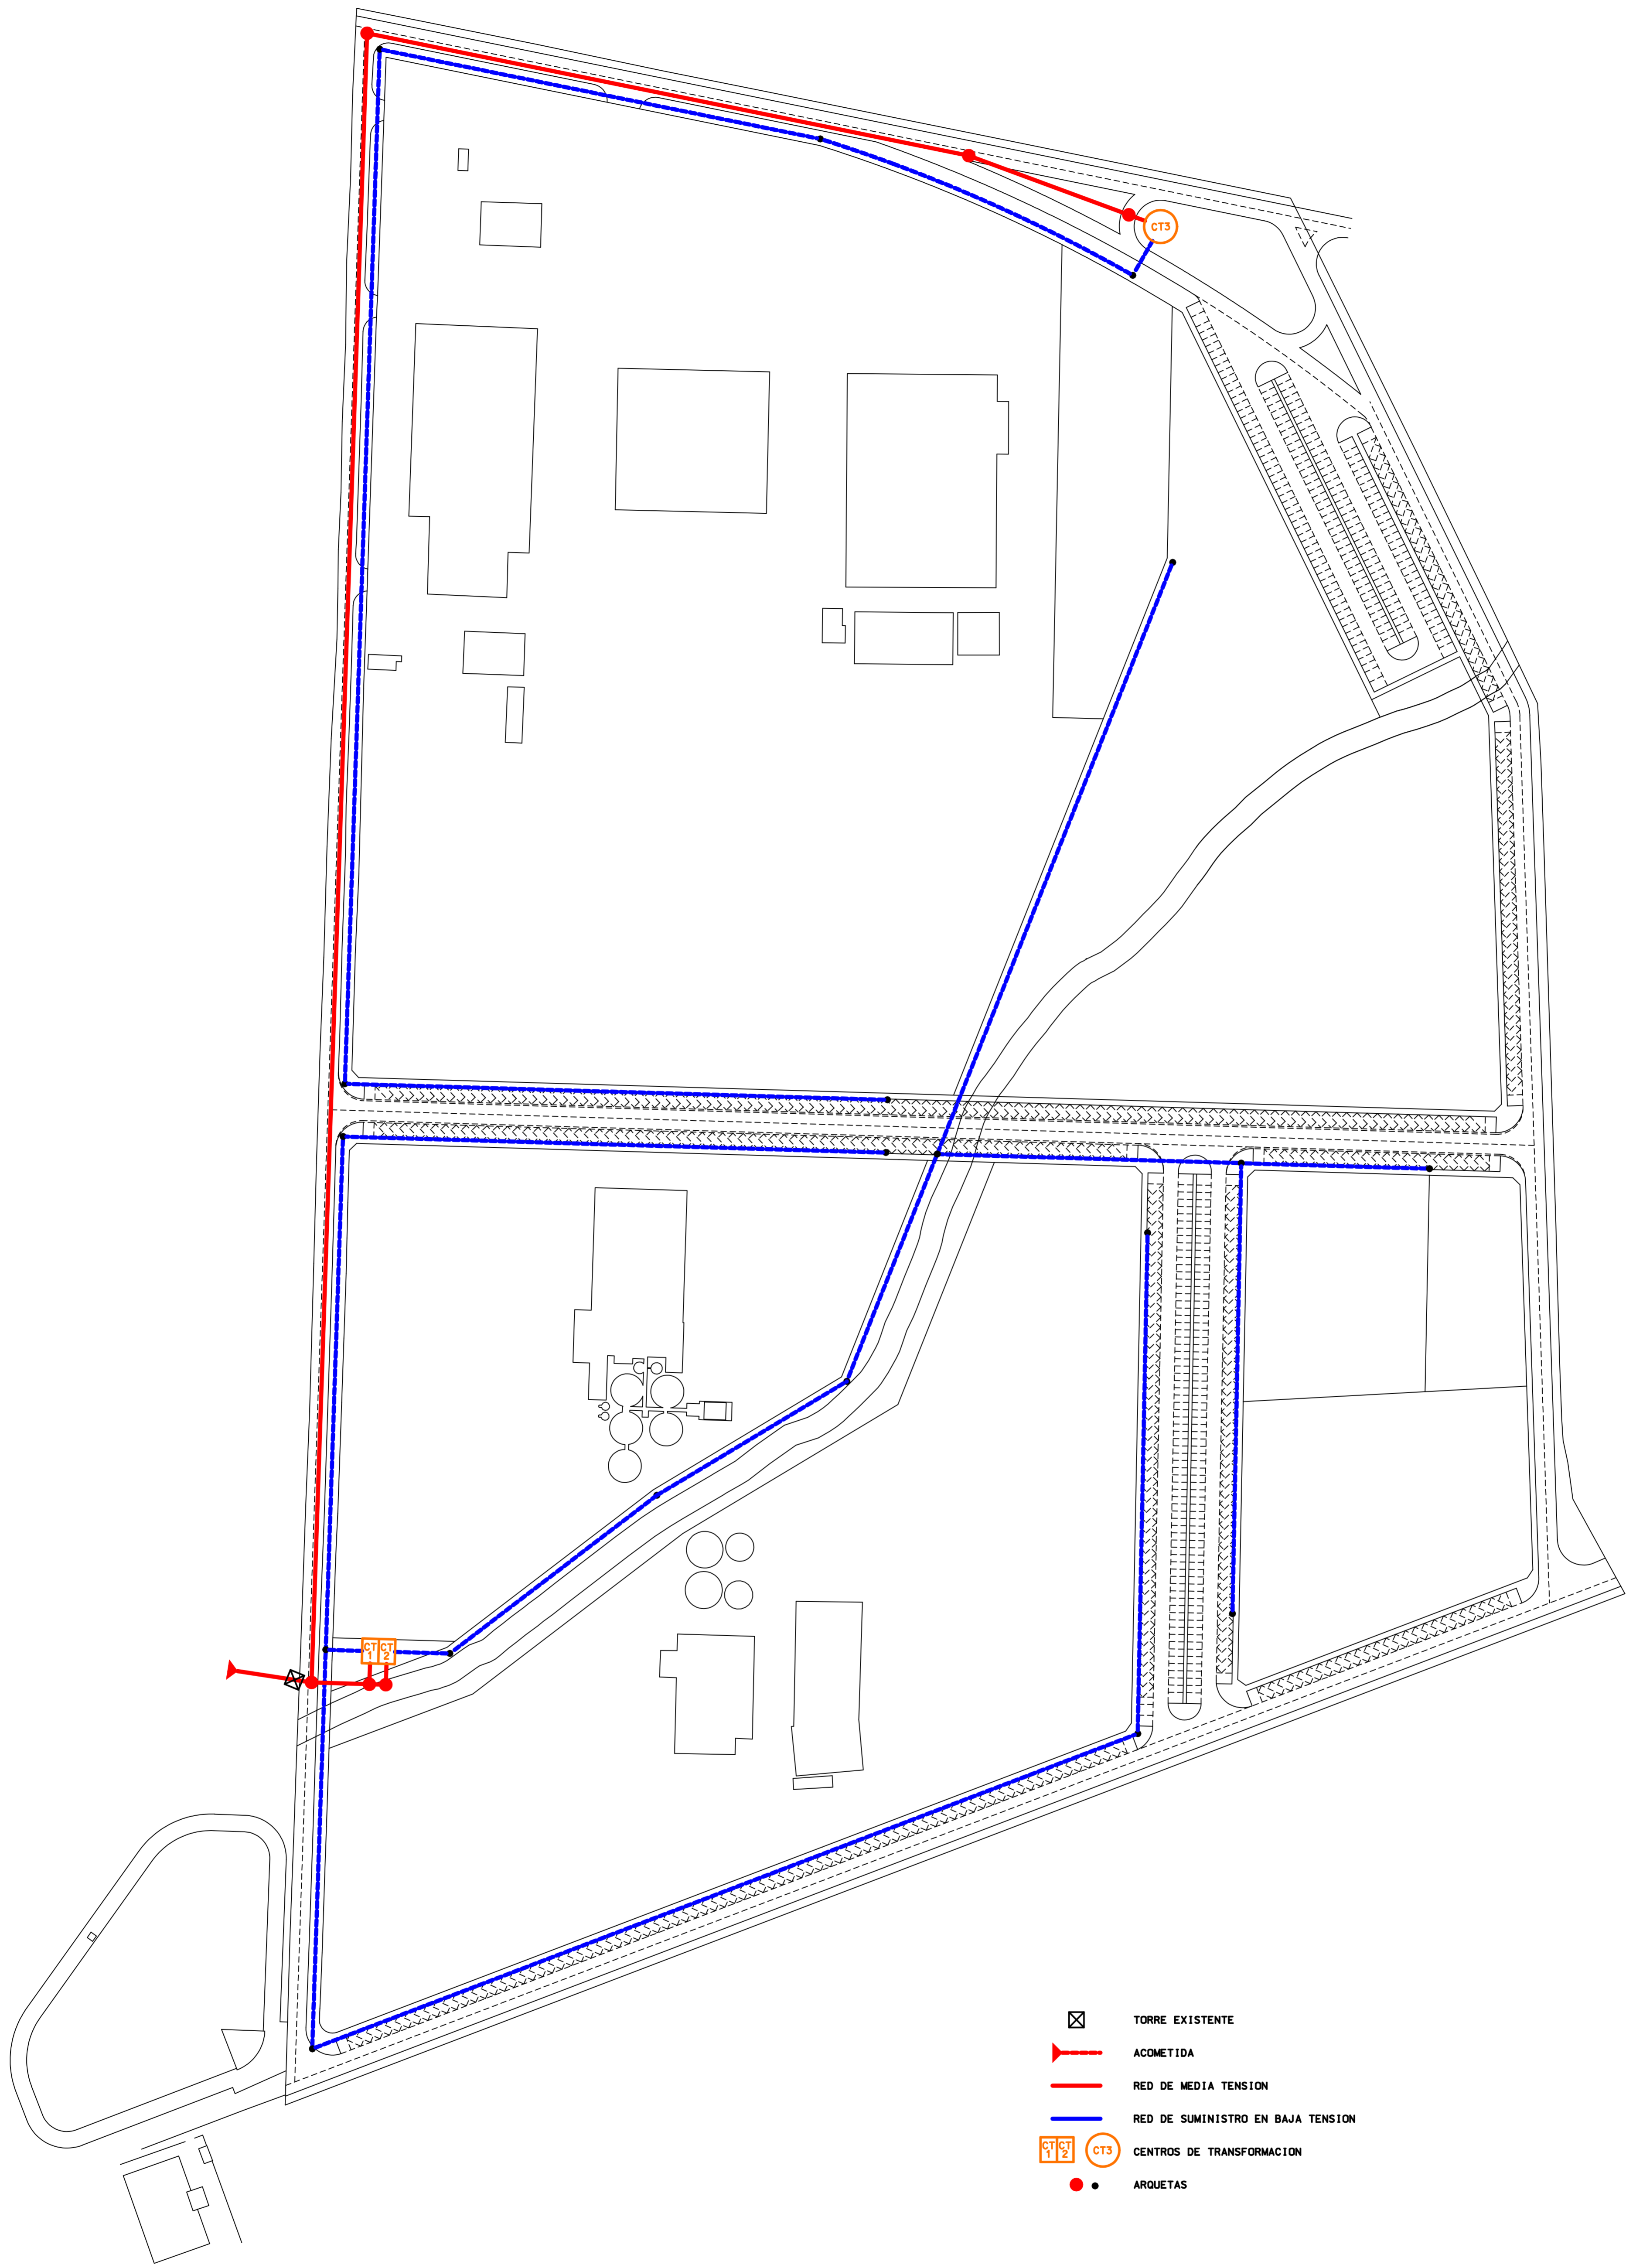 CT3
CT CT
1 2
TORRE EXISTENTE
ACOMETIDA
RED DE MEDIA TENSION
RED DE SUMINISTRO EN BAJA TENSION
CT CT
1 2
CT3
CENTROS DE TRANSFORMACION
ARQUETAS